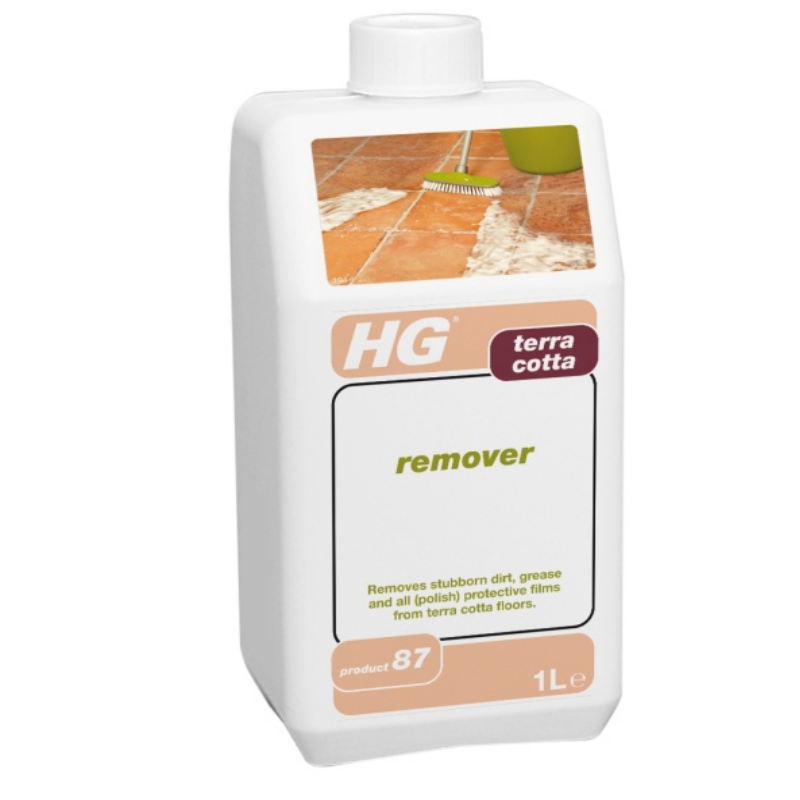 HG®
terra
cotta
remover
Removes stubborn dirt, grease
and all (polish) protective films
from terra cotta floors.
product 87
1L℮